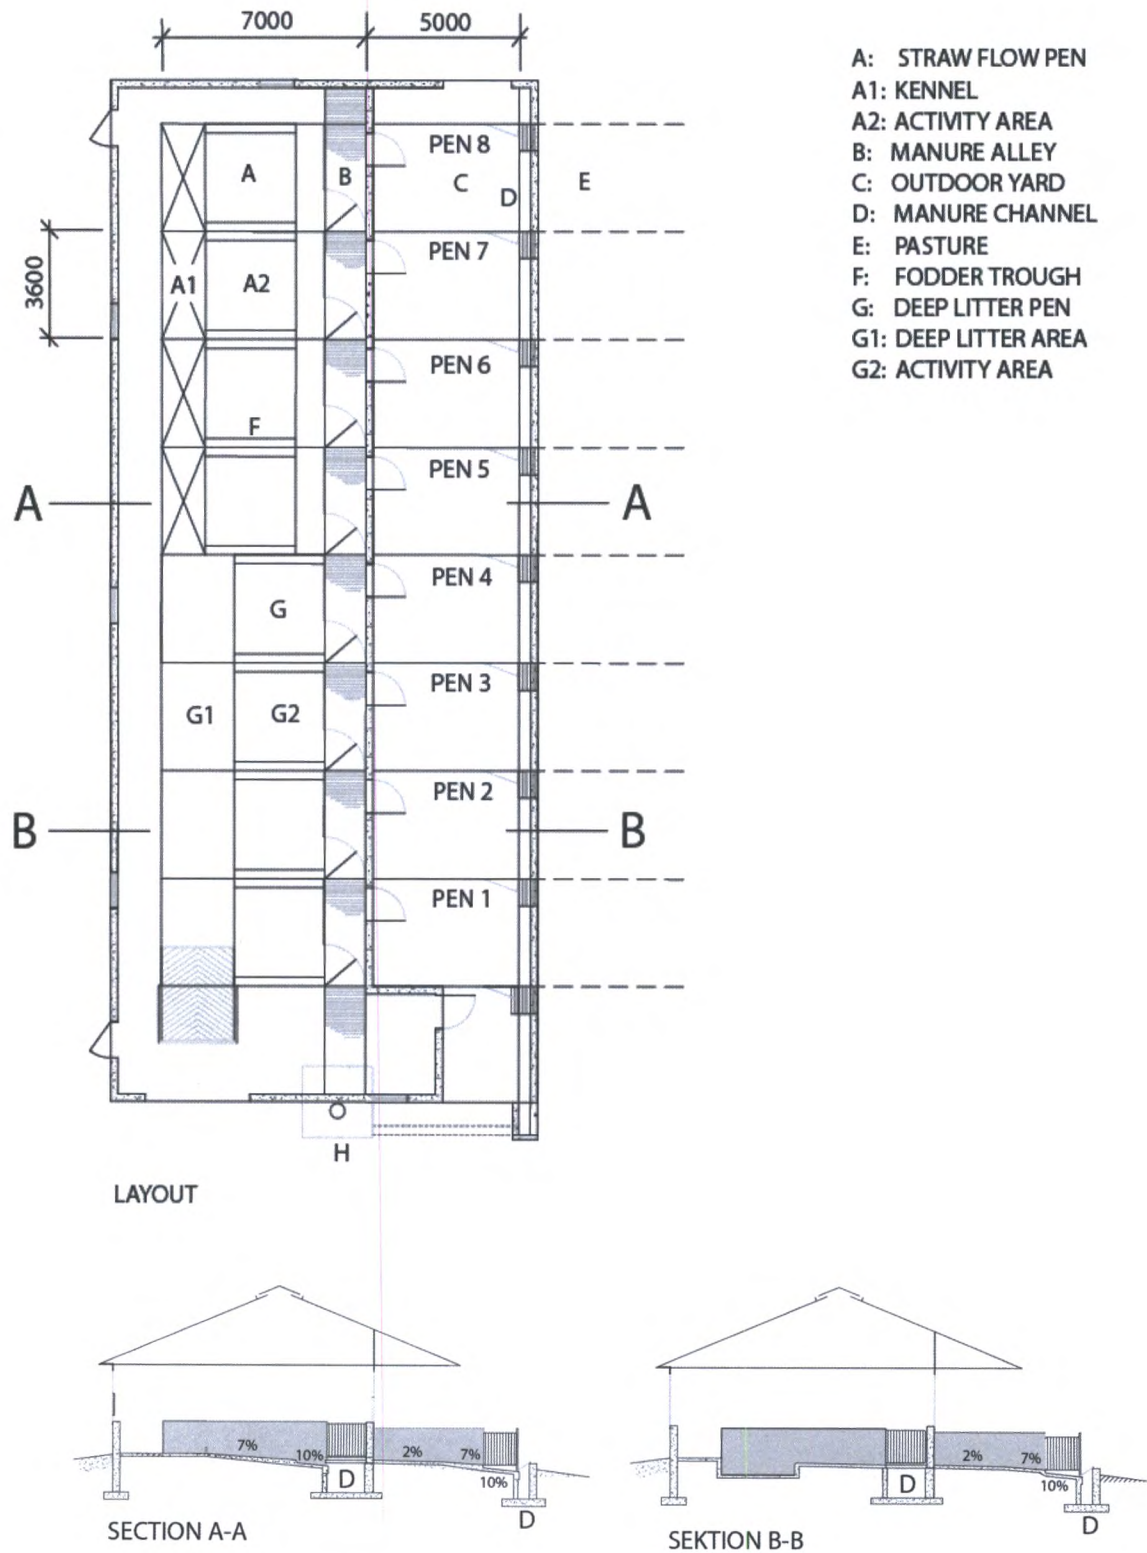 7000 5000
A: STRAW FLOW PEN
A1: KENNEL
A2: ACTIVITY AREA
B: MANURE ALLEY
C: OUTDOOR YARD
D: MANURE CHANNEL
E: PASTURE
F: FODDER TROUGH
G: DEEP LITTER PEN
G1: DEEP LITTER AREA
G2: ACTIVITY AREA
PEN 8
A B C D E
PEN 7
3600
A1 A2
PEN 6
F
PEN 5
A A
PEN 4
G
PEN 3
G1 G2
PEN 2
B B
PEN 1
H
LAYOUT
7% 10% 2% 7%
D 10%
D
SECTION A-A
2% 7%
D 10%
D
SEKTION B-B